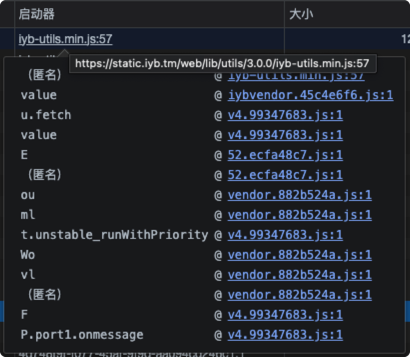 启动器 大小
iyb-utils.min.js:57 12
https://static.iyb.tm/web/lib/utils/3.0.0/iyb-utils.min.js:57
（匿名） @ iyb-utils.min.js:57
value @ iybvendor.45c4e6f6.js:1
u.fetch @ v4.99347683.js:1
value @ v4.99347683.js:1
E @ 52.ecfa48c7.js:1
（匿名） @ 52.ecfa48c7.js:1
ou @ vendor.882b524a.js:1
ml @ vendor.882b524a.js:1
t.unstable_runWithPriority @ v4.99347683.js:1
Wo @ vendor.882b524a.js:1
vl @ vendor.882b524a.js:1
（匿名） @ vendor.882b524a.js:1
F @ v4.99347683.js:1
P.port1.onmessage @ v4.99347683.js:1